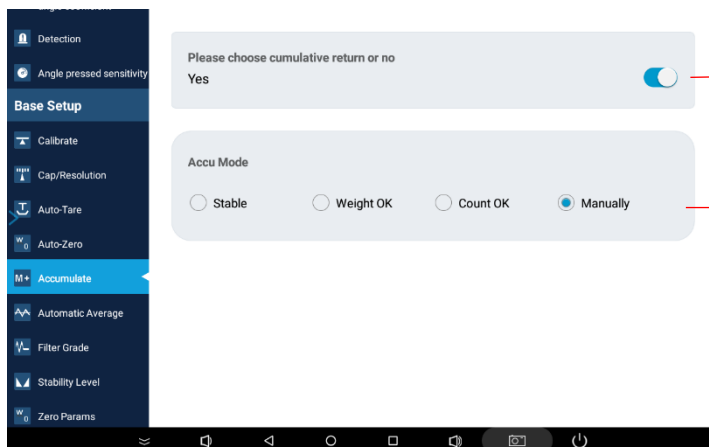 Detection
Angle pressed sensitivity
Base Setup
Calibrate
Cap/Resolution
Auto-Tare
Auto-Zero
M+ Accumulate
Automatic Average
Filter Grade
Stability Level
Zero Params
Please choose cumulative return or no
Yes
Accu Mode
Stable Weight OK Count OK Manually